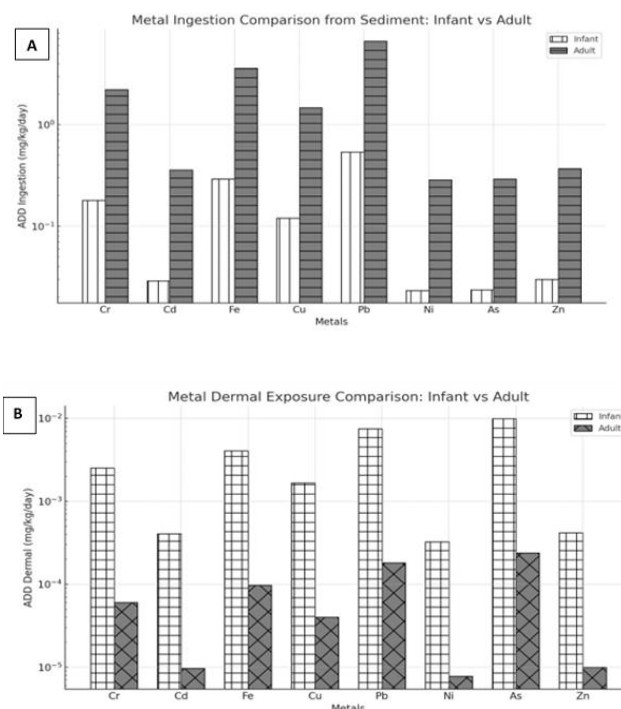 A
Metal Ingestion Comparison from Sediment: Infant vs Adult
Infant
Adult
ADD Ingestion (mg/kg/day)
10⁰
10⁻¹
Cr Cd Fe Cu Pb Ni As Zn
Metals
B
Metal Dermal Exposure Comparison: Infant vs Adult
Infant
Adult
ADD Dermal (mg/kg/day)
10⁻²
10⁻³
10⁻⁴
10⁻⁵
Cr Cd Fe Cu Pb Ni As Zn
Metals